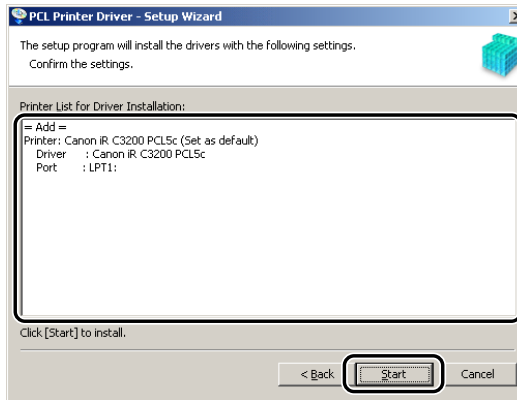 PCL Printer Driver - Setup Wizard
The setup program will install the drivers with the following settings.
Confirm the settings.
Printer List for Driver Installation:
= Add =
Printer: Canon iR C3200 PCL5c (Set as default)
Driver : Canon iR C3200 PCL5c
Port : LPT1:
Click [Start] to install.
< Back Start Cancel